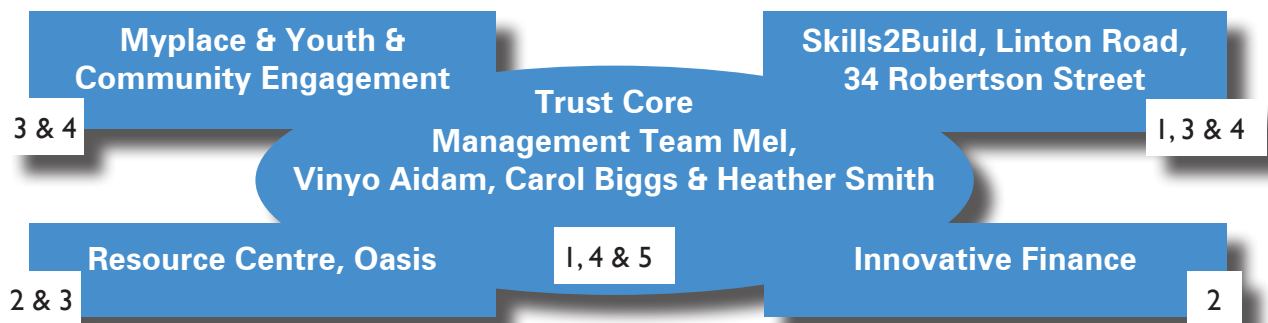 Myplace & Youth &
Community Engagement
3 & 4
Skills2Build, Linton Road,
34 Robertson Street
1, 3 & 4
Trust Core
Management Team Mel,
Vinyo Aidam, Carol Biggs & Heather Smith
1, 4 & 5
Resource Centre, Oasis
2 & 3
Innovative Finance
2